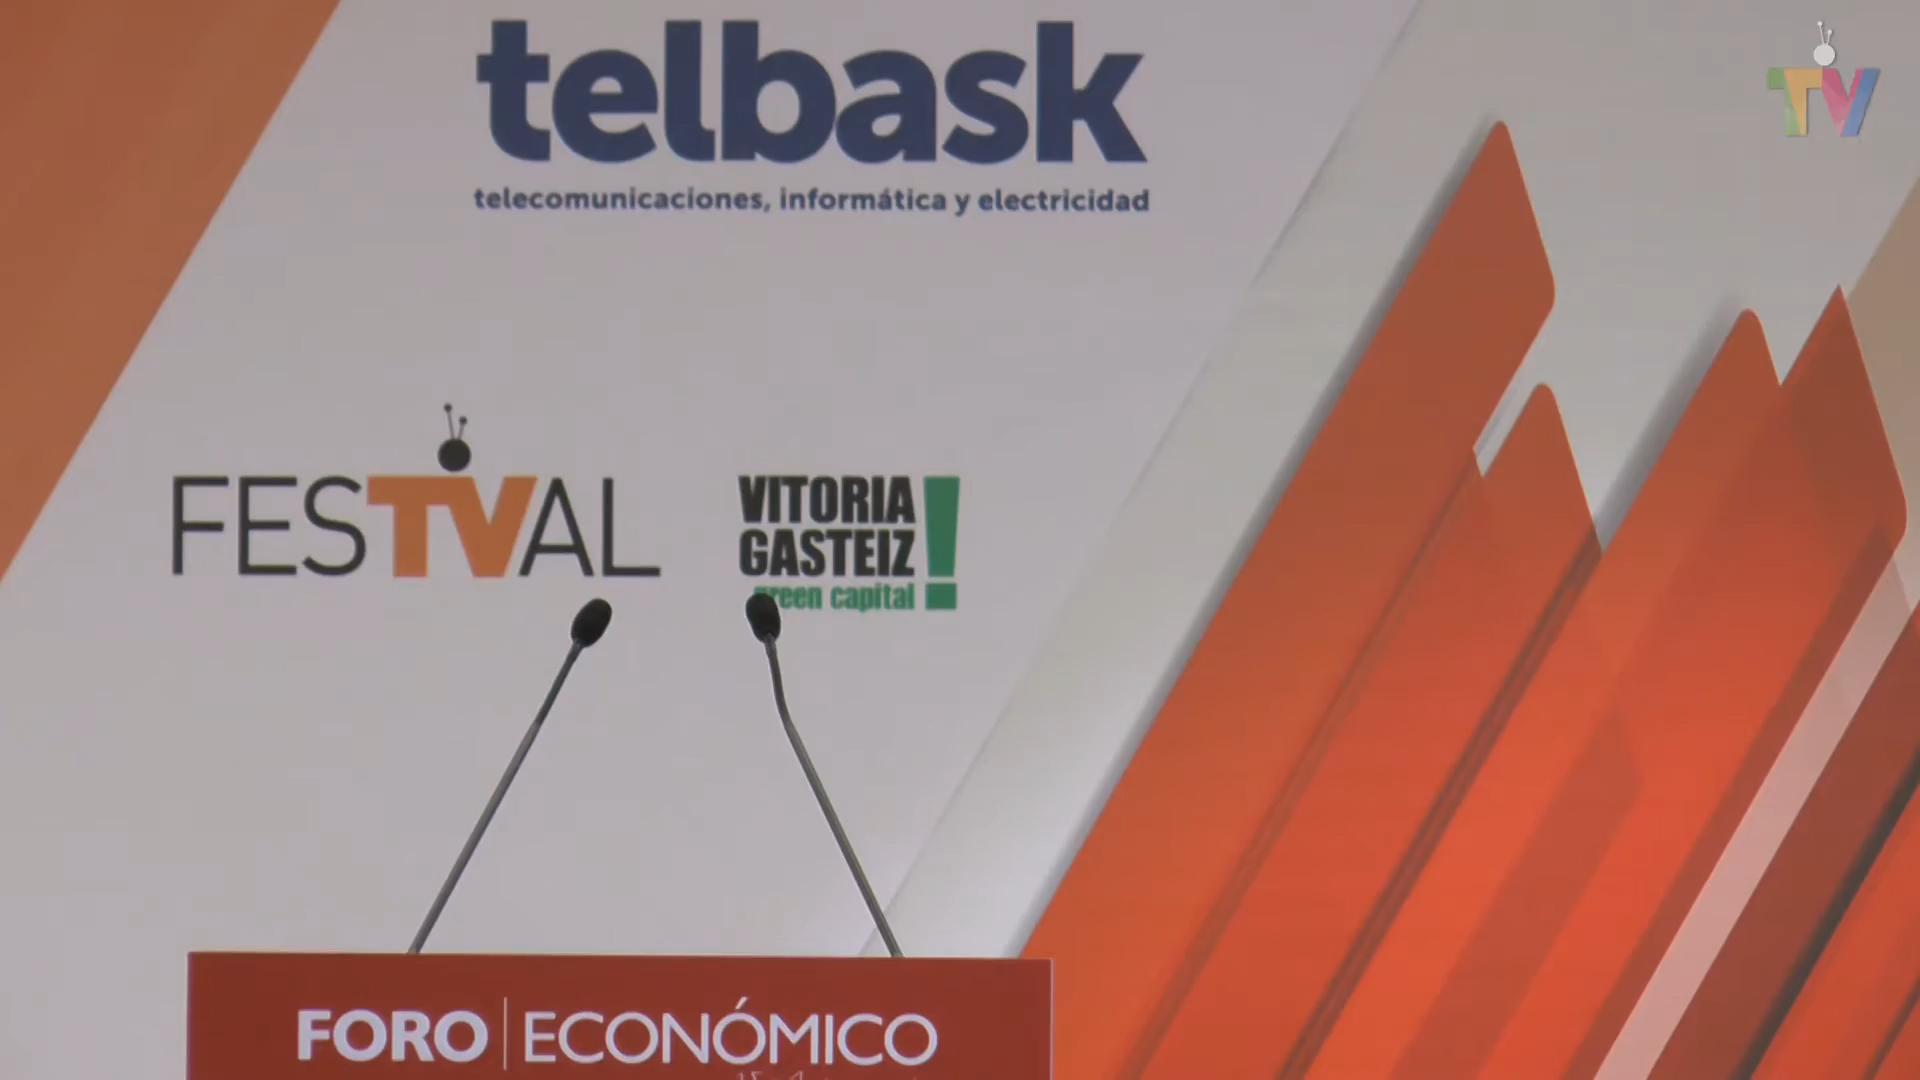 telbask
telecomunicaciones, informática y electricidad
TV
FESTVAL
VITORIA
GASTEIZ!
green capital
FORO | ECONÓMICO